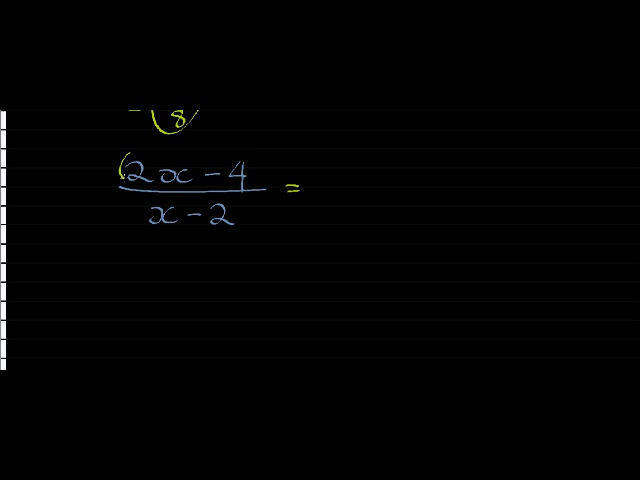 - (8)
(2x - 4
x - 2
=